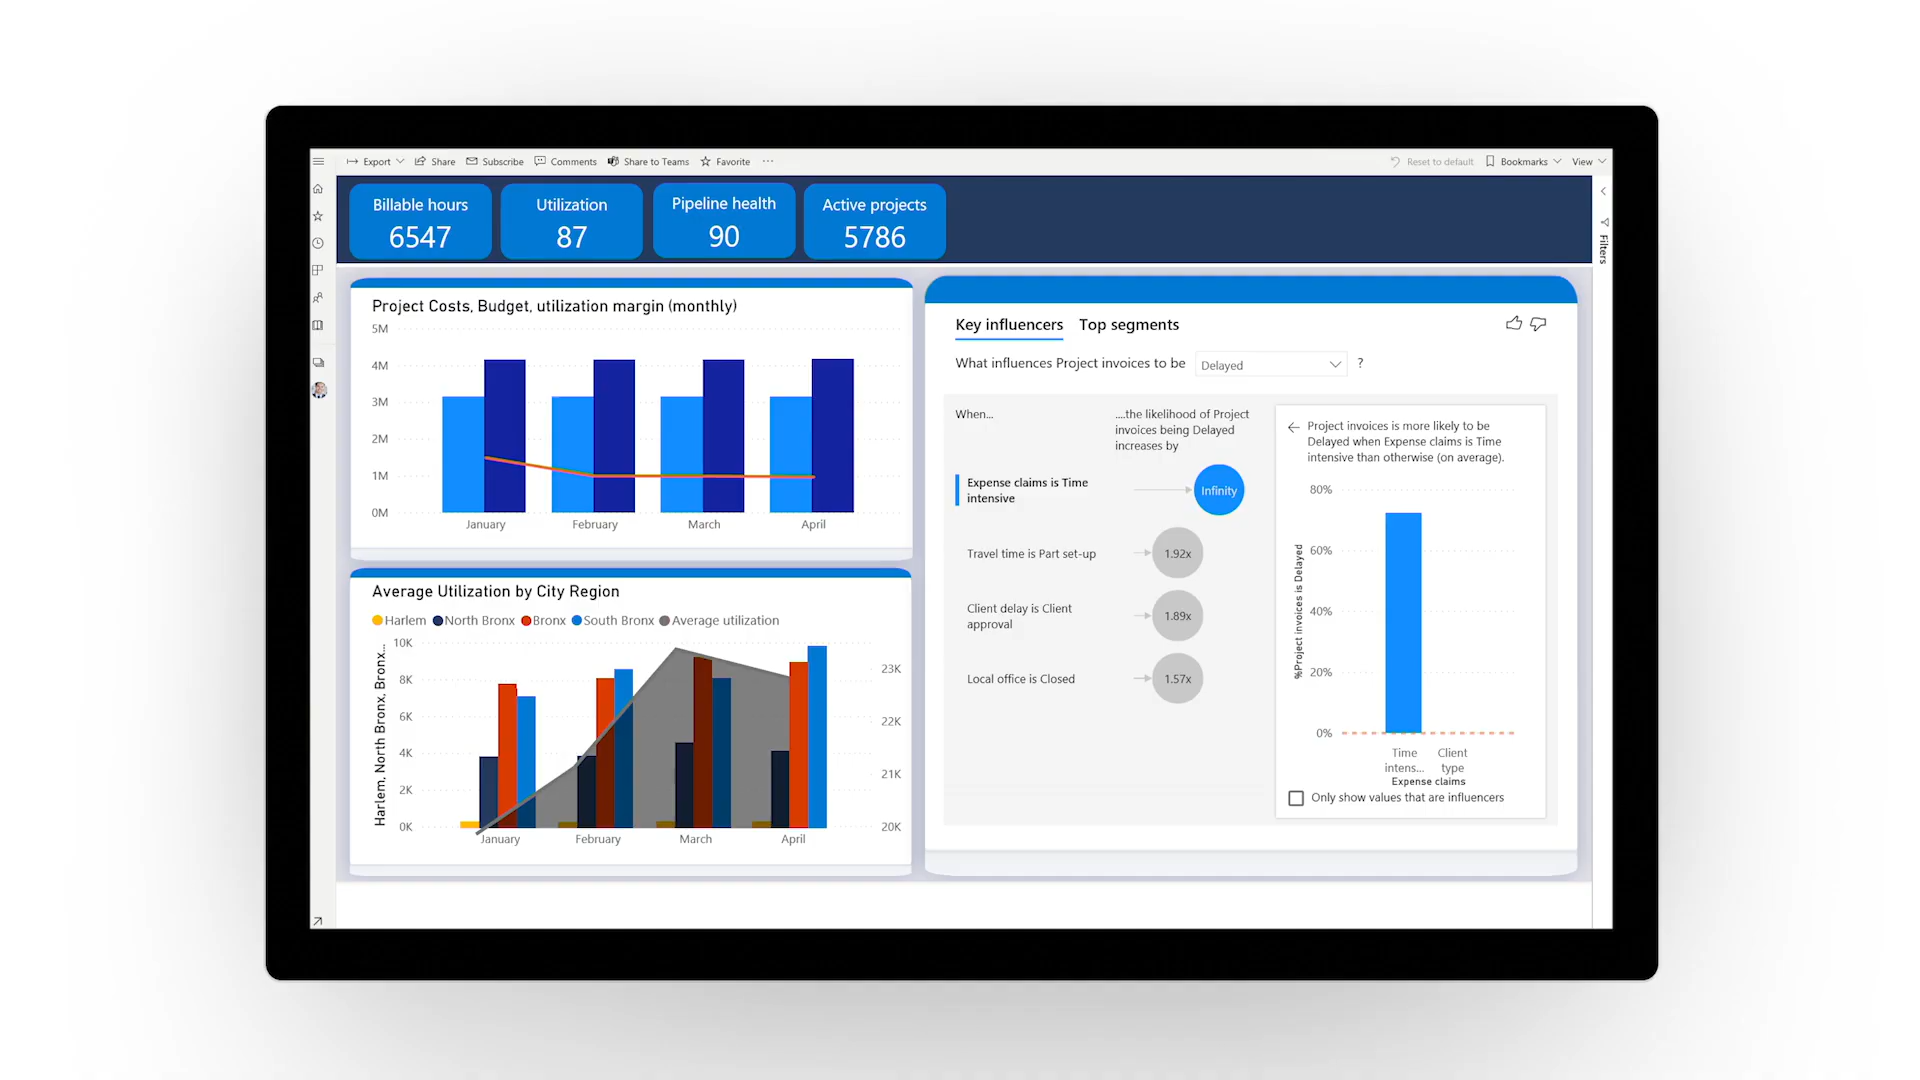 Export Share Subscribe Comments Share to Teams Favorite ··· Reset to default Bookmarks View
Billable hours
6547
Utilization
87
Pipeline health
90
Active projects
5786
Filters
Project Costs, Budget, utilization margin (monthly)
5M
4M
3M
2M
1M
0M
January February March April
Average Utilization by City Region
Harlem North Bronx Bronx South Bronx Average utilization
Harlem, North Bronx, Bronx...
10K
8K
6K
4K
2K
0K
23K
22K
21K
20K
January February March April
Key influencers Top segments
What influences Project invoices to be Delayed ?
When...
....the likelihood of Project
invoices being Delayed
increases by
Expense claims is Time
intensive
Infinity
Travel time is Part set-up
1.92x
Client delay is Client
approval
1.89x
Local office is Closed
1.57x
Project invoices is more likely to be
Delayed when Expense claims is Time
intensive than otherwise (on average).
%Project invoices is Delayed
80%
60%
40%
20%
0%
Time
intens...
Client
type
Expense claims
Only show values that are influencers